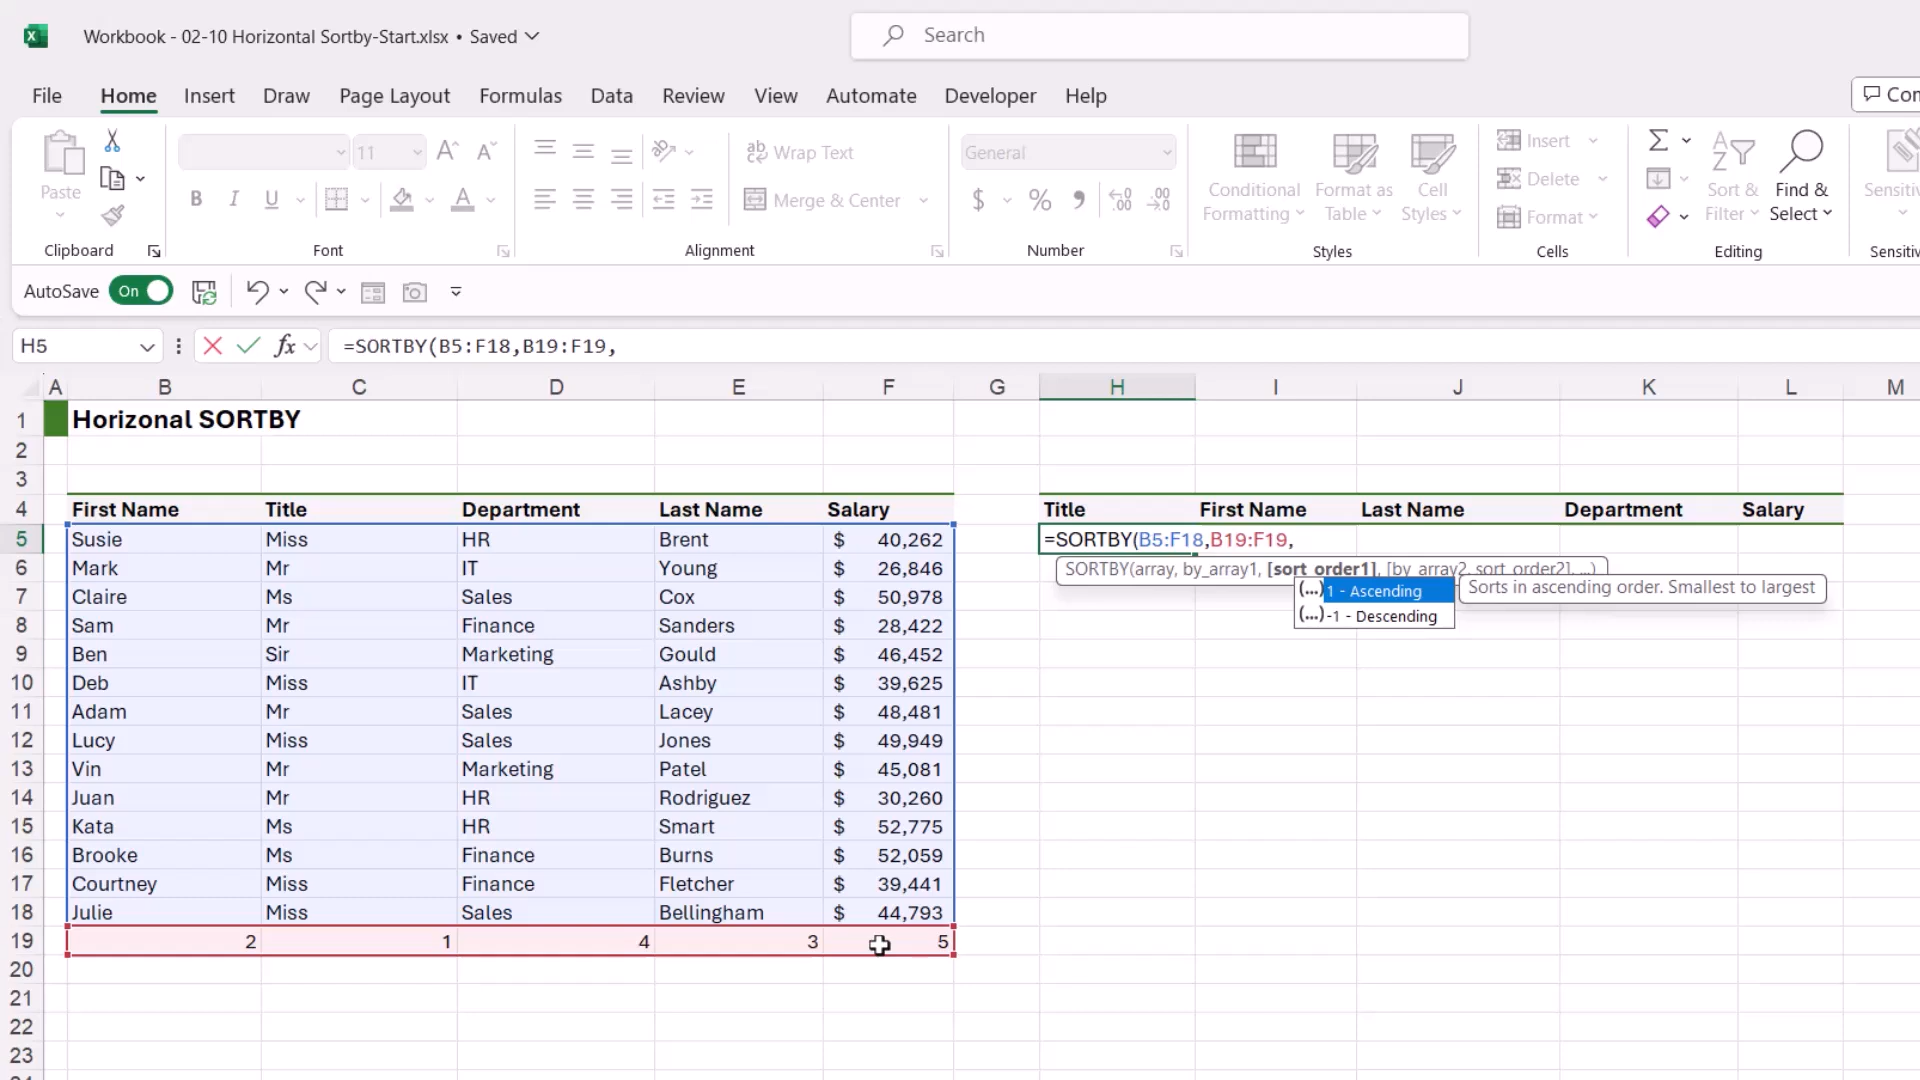 Workbook - 02-10 Horizontal Sortby-Start.xlsx • Saved
Search
File Home Insert Draw Page Layout Formulas Data Review View Automate Developer Help
Paste
Clipboard
11
B I U
Font
Wrap Text
Merge & Center
Alignment
General
$ %
Number
Conditional Formatting
Format as Table
Cell Styles
Styles
Insert
Delete
Format
Cells
Sort & Filter
Find & Select
Editing
AutoSave On
H5
fx
=SORTBY(B5:F18,B19:F19,
A B C D E F G H I J K L M
1 Horizonal SORTBY
2
3
4 First Name Title Department Last Name Salary Title First Name Last Name Department Salary
5 Susie Miss HR Brent $ 40,262 =SORTBY(B5:F18,B19:F19,
SORTBY(array, by_array1, [sort_order1], [by_array2, sort_order2], ...)
(...) 1 - Ascending
Sorts in ascending order. Smallest to largest
(...) -1 - Descending
6 Mark Mr IT Young $ 26,846
7 Claire Ms Sales Cox $ 50,978
8 Sam Mr Finance Sanders $ 28,422
9 Ben Sir Marketing Gould $ 46,452
10 Deb Miss IT Ashby $ 39,625
11 Adam Mr Sales Lacey $ 48,481
12 Lucy Miss Sales Jones $ 49,949
13 Vin Mr Marketing Patel $ 45,081
14 Juan Mr HR Rodriguez $ 30,260
15 Kata Ms HR Smart $ 52,775
16 Brooke Ms Finance Burns $ 52,059
17 Courtney Miss Finance Fletcher $ 39,441
18 Julie Miss Sales Bellingham $ 44,793
19 2 1 4 3 5
20
21
22
23